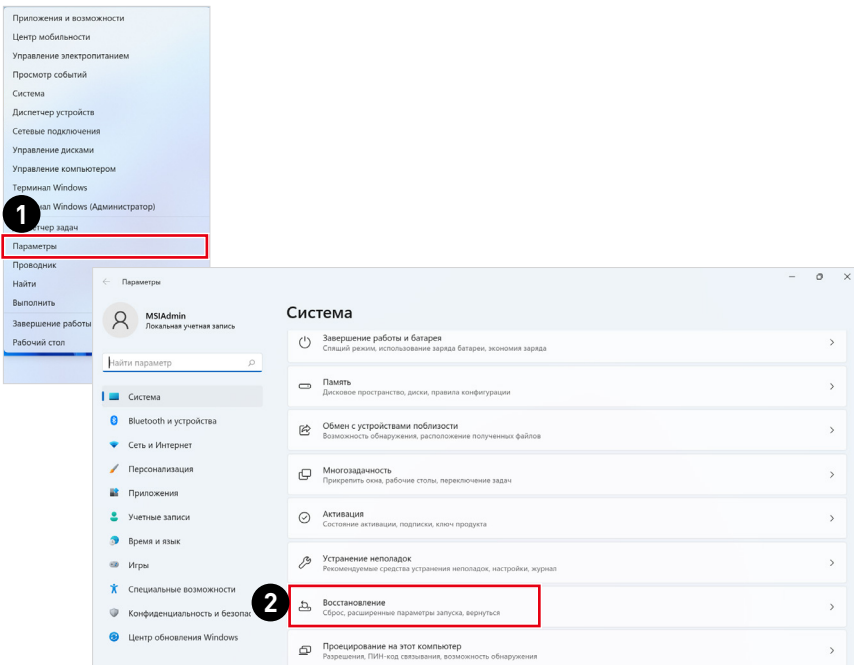 Приложения и возможности
Центр мобильности
Управление электропитанием
Просмотр событий
Система
Диспетчер устройств
Сетевые подключения
Управление дисками
Управление компьютером
Терминал Windows
Windows (Администратор)
1
задач
Параметры
Проводник
Найти
Выполнить
Завершение работы
Рабочий стол
Параметры
MSIAdmin
Локальная учетная запись
Найти параметр
Система
Bluetooth и устройства
Сеть и Интернет
Персонализация
Приложения
Учетные записи
Время и язык
Игры
Специальные возможности
Конфиденциальность и
Центр обновления Windows
Система
Завершение работы и батарея
Спящий режим, использование заряда батареи, экономия заряда
Память
Дисковое пространство, диски, правила конфигурации
Обмен с устройствами поблизости
Возможность обнаружения, расположение полученных файлов
Многозадачность
Прикрепить окна, рабочие столы, переключение задач
Активация
Состояние активации, подписки, ключ продукта
Устранение неполадок
Рекомендуемые средства устранения неполадок, настройки, журнал
2
Восстановление
Сброс, расширенные параметры запуска, вернуться
Проецирование на этот компьютер
Разрешения, ПИН-код связывания, возможность обнаружения